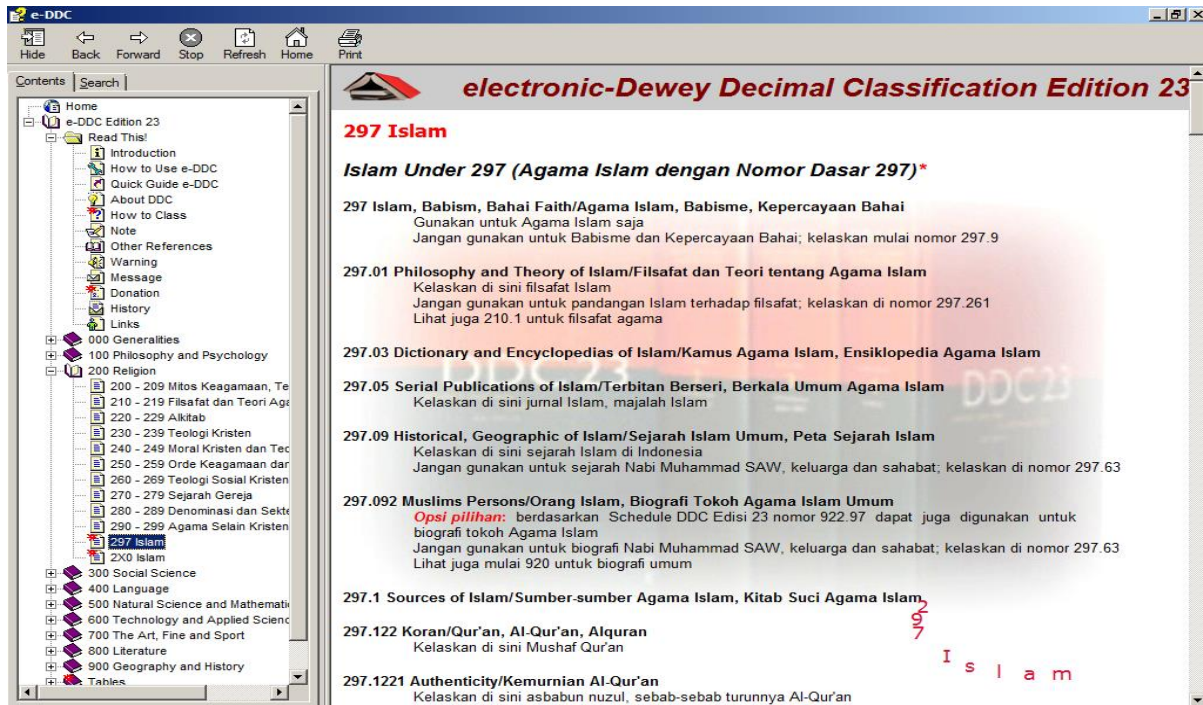 e-DDC
Hide Back Forward Stop Refresh Home Print
Contents Search
Home
e-DDC Edition 23
Read This!
Introduction
How to Use e-DDC
Quick Guide e-DDC
About DDC
How to Class
Note
Other References
Warning
Message
Donation
History
Links
000 Generalities
100 Philosophy and Psychology
200 Religion
200 - 209 Mitos Keagamaan, Te
210 - 219 Filsafat dan Teori Aga
220 - 229 Alkitab
230 - 239 Teologi Kristen
240 - 249 Moral Kristen dan Teo
250 - 259 Orde Keagamaan dar
260 - 269 Teologi Sosial Kristen
270 - 279 Sejarah Gereja
280 - 289 Denominasi dan Sekte
290 - 299 Agama Selain Kristen
297 Islam
2X0 Islam
300 Social Science
400 Language
500 Natural Science and Mathemati
600 Technology and Applied Scienc
700 The Art, Fine and Sport
800 Literature
900 Geography and History
Tables
electronic-Dewey Decimal Classification Edition 23
297 Islam
Islam Under 297 (Agama Islam dengan Nomor Dasar 297)*
297 Islam, Babism, Bahai Faith/Agama Islam, Babisme, Kepercayaan Bahai
Gunakan untuk Agama Islam saja
Jangan gunakan untuk Babisme dan Kepercayaan Bahai; kelaskan mulai nomor 297.9
297.01 Philosophy and Theory of Islam/Filsafat dan Teori tentang Agama Islam
Kelaskan di sini filsafat Islam
Jangan gunakan untuk pandangan Islam terhadap filsafat; kelaskan di nomor 297.261
Lihat juga 210.1 untuk filsafat agama
297.03 Dictionary and Encyclopedias of Islam/Kamus Agama Islam, Ensiklopedia Agama Islam
DDC23
DDC23
297.05 Serial Publications of Islam/Terbitan Berseri, Berkala Umum Agama Islam
Kelaskan di sini jurnal Islam, majalah Islam
297.09 Historical, Geographic of Islam/Sejarah Islam Umum, Peta Sejarah Islam
Kelaskan di sini sejarah Islam di Indonesia
Jangan gunakan untuk sejarah Nabi Muhammad SAW, keluarga dan sahabat; kelaskan di nomor 297.63
297.092 Muslims Persons/Orang Islam, Biografi Tokoh Agama Islam Umum
Opsi pilihan: berdasarkan Schedule DDC Edisi 23 nomor 922.97 dapat juga digunakan untuk
biografi tokoh Agama Islam
Jangan gunakan untuk biografi Nabi Muhammad SAW, keluarga dan sahabat; kelaskan di nomor 297.63
Lihat juga mulai 920 untuk biografi umum
297.1 Sources of Islam/Sumber-sumber Agama Islam, Kitab Suci Agama Islam
297.122 Koran/Qur'an, Al-Qur'an, Alquran
Kelaskan di sini Mushaf Qur'an
297.1221 Authenticity/Kemurnian Al-Qur'an
Kelaskan di sini asbabun nuzul, sebab-sebab turunnya Al-Qur'an
297 Islam